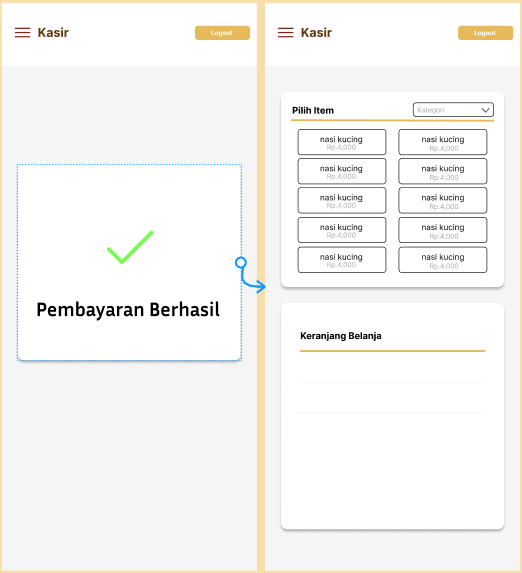 Kasir
Logout
Pembayaran Berhasil
Kasir
Logout
Pilih Item
Kategori
nasi kucing
Rp.4,000
nasi kucing
Rp.4,000
nasi kucing
Rp.4,000
nasi kucing
Rp.4,000
nasi kucing
Rp.4,000
nasi kucing
Rp.4,000
nasi kucing
Rp.4,000
nasi kucing
Rp.4,000
nasi kucing
Rp.4,000
nasi kucing
Rp.4,000
Keranjang Belanja